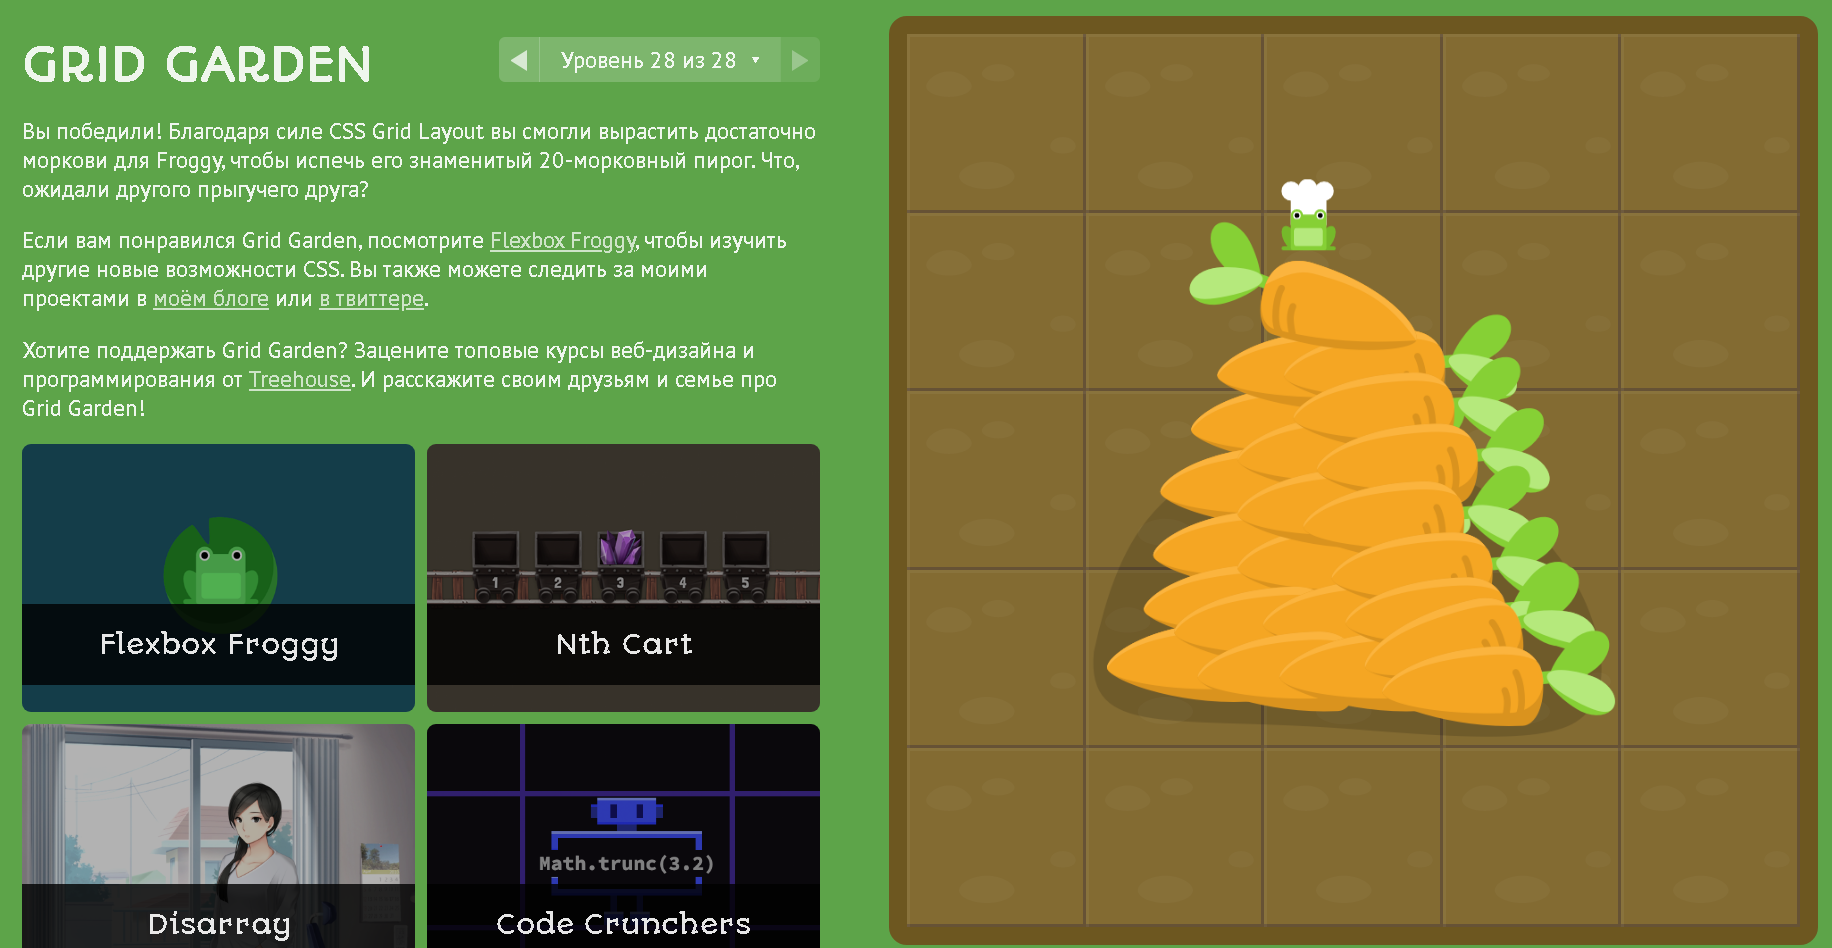 GRID GARDEN
Уровень 28 из 28
Вы победили! Благодаря силе CSS Grid Layout вы смогли вырастить достаточно
моркови для Froggy, чтобы испечь его знаменитый 20-морковный пирог. Что,
ожидали другого прыгучего друга?
Если вам понравился Grid Garden, посмотрите Flexbox Froggy, чтобы изучить
другие новые возможности CSS. Вы также можете следить за моими
проектами в моём блоге или в твиттере.
Хотите поддержать Grid Garden? Зацените топовые курсы веб-дизайна и
программирования от Treehouse. И расскажите своим друзьям и семье про
Grid Garden!
Flexbox Froggy
1 2 3 4 5
Nth Cart
Disarray
Math.trunc(3.2)
Code Crunchers